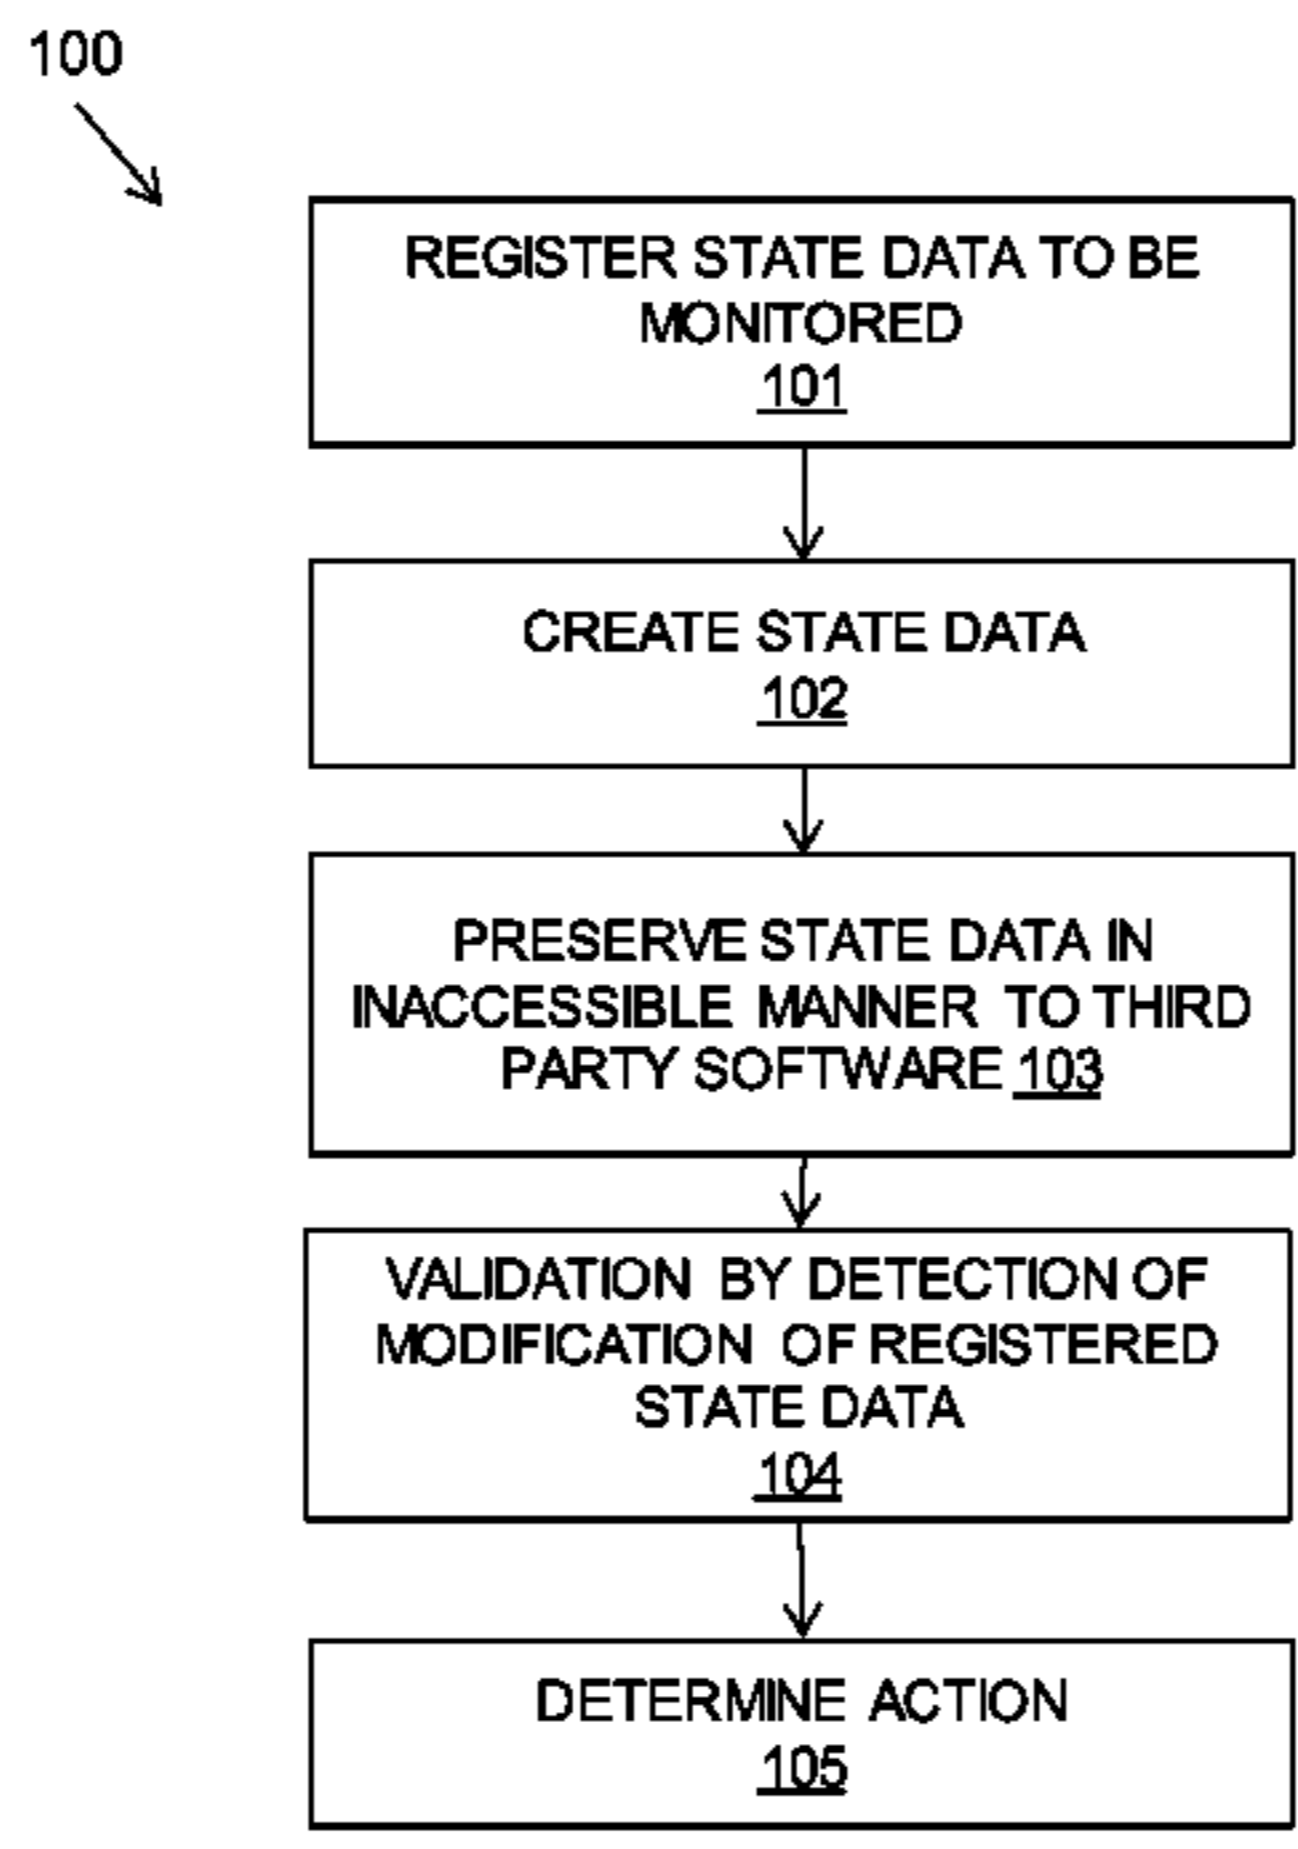 100
REGISTER STATE DATA TO BE
MONITORED
101
CREATE STATE DATA
102
PRESERVE STATE DATA IN
INACCESSIBLE MANNER TO THIRD
PARTY SOFTWARE 103
VALIDATION BY DETECTION OF
MODIFICATION OF REGISTERED
STATE DATA
104
DETERMINE ACTION
105